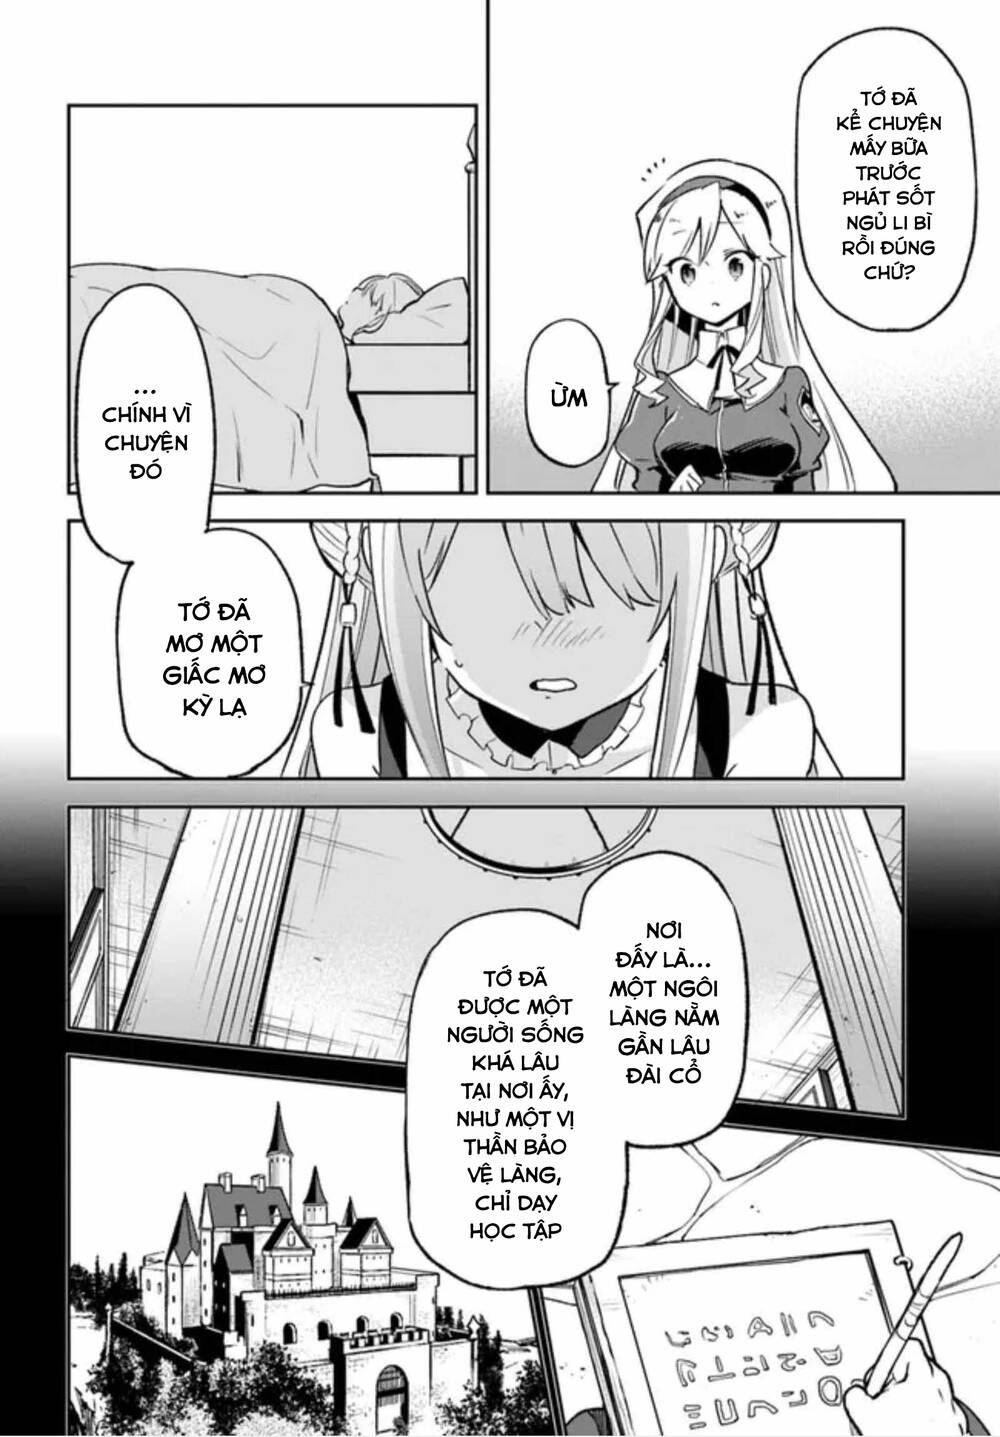 TỚ ĐÃ
KỂ CHUYỆN
MẤY BỮA
TRƯỚC
PHÁT SỐT
NGỦ LI BÌ
RỒI ĐÚNG
CHỨ?
ỪM
...
CHÍNH VÌ
CHUYỆN
ĐÓ
TỚ ĐÃ
MƠ MỘT
GIẤC MƠ
KỲ LẠ
NƠI
ĐẤY LÀ...
MỘT NGÔI
LÀNG NẰM
GẦN LÂU
ĐÀI CỔ
TỚ ĐÃ
ĐƯỢC MỘT
NGƯỜI SỐNG
KHÁ LÂU
TẠI NƠI ẤY,
NHƯ MỘT VỊ
THẦN BẢO
VỆ LÀNG,
CHỈ DẠY
HỌC TẬP